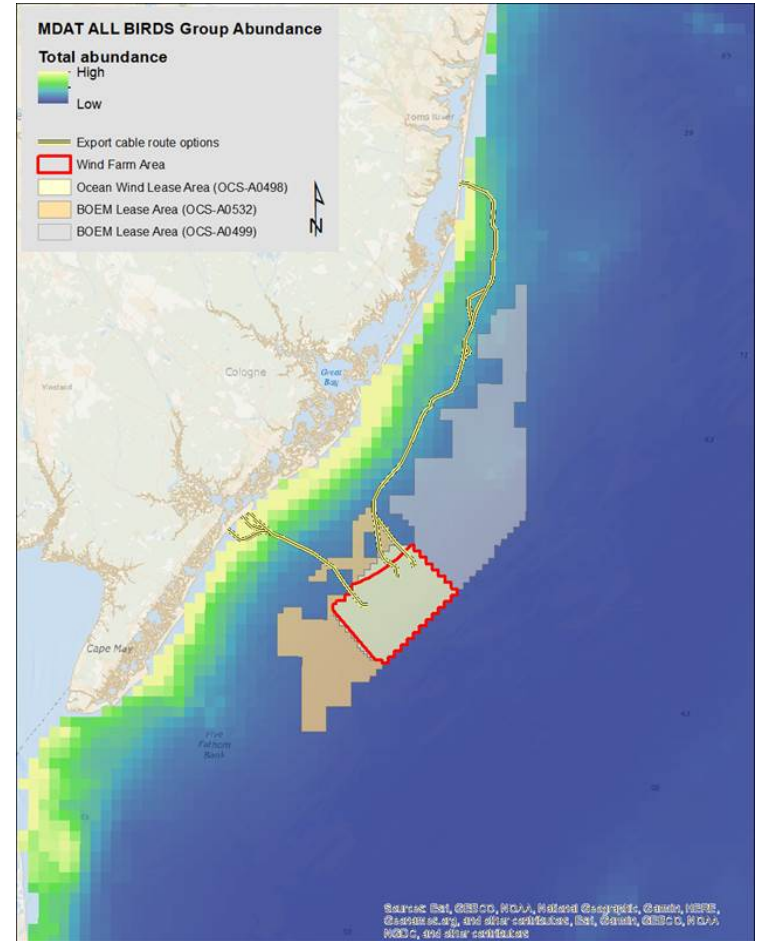 MDAT ALL BIRDS Group Abundance
Total abundance
High
Low
Export cable route options
Wind Farm Area
Ocean Wind Lease Area (OCS-A0498)
BOEM Lease Area (OCS-A0532)
BOEM Lease Area (OCS-A0499)
N
Toms River
Cologne
Great
Bay
Vineland
Cape May
Five
Fathom
Bank
Sources: Esri, GEBCO, NOAA, National Geographic, Garmin, HERE,
Geonames.org, and other contributors, Esri, Garmin, GEBCO, NOAA
NGDC, and other contributors